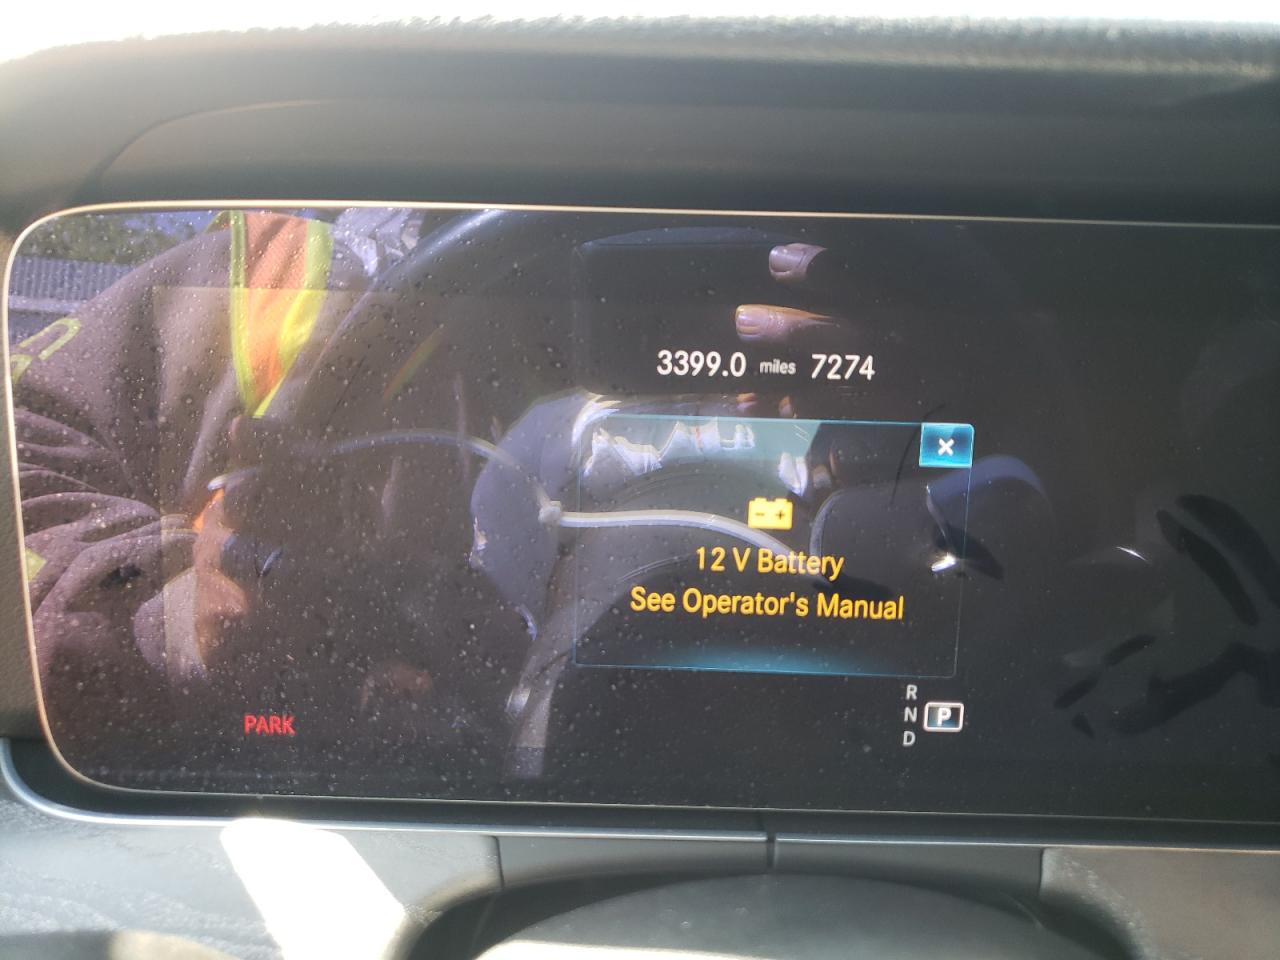 3399.0 miles 7274
×
12 V Battery
See Operator's Manual
PARK
R
N P
D